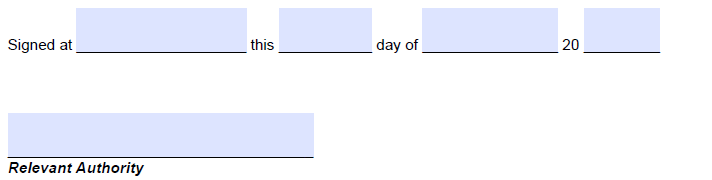 Signed at this day of 20
Relevant Authority